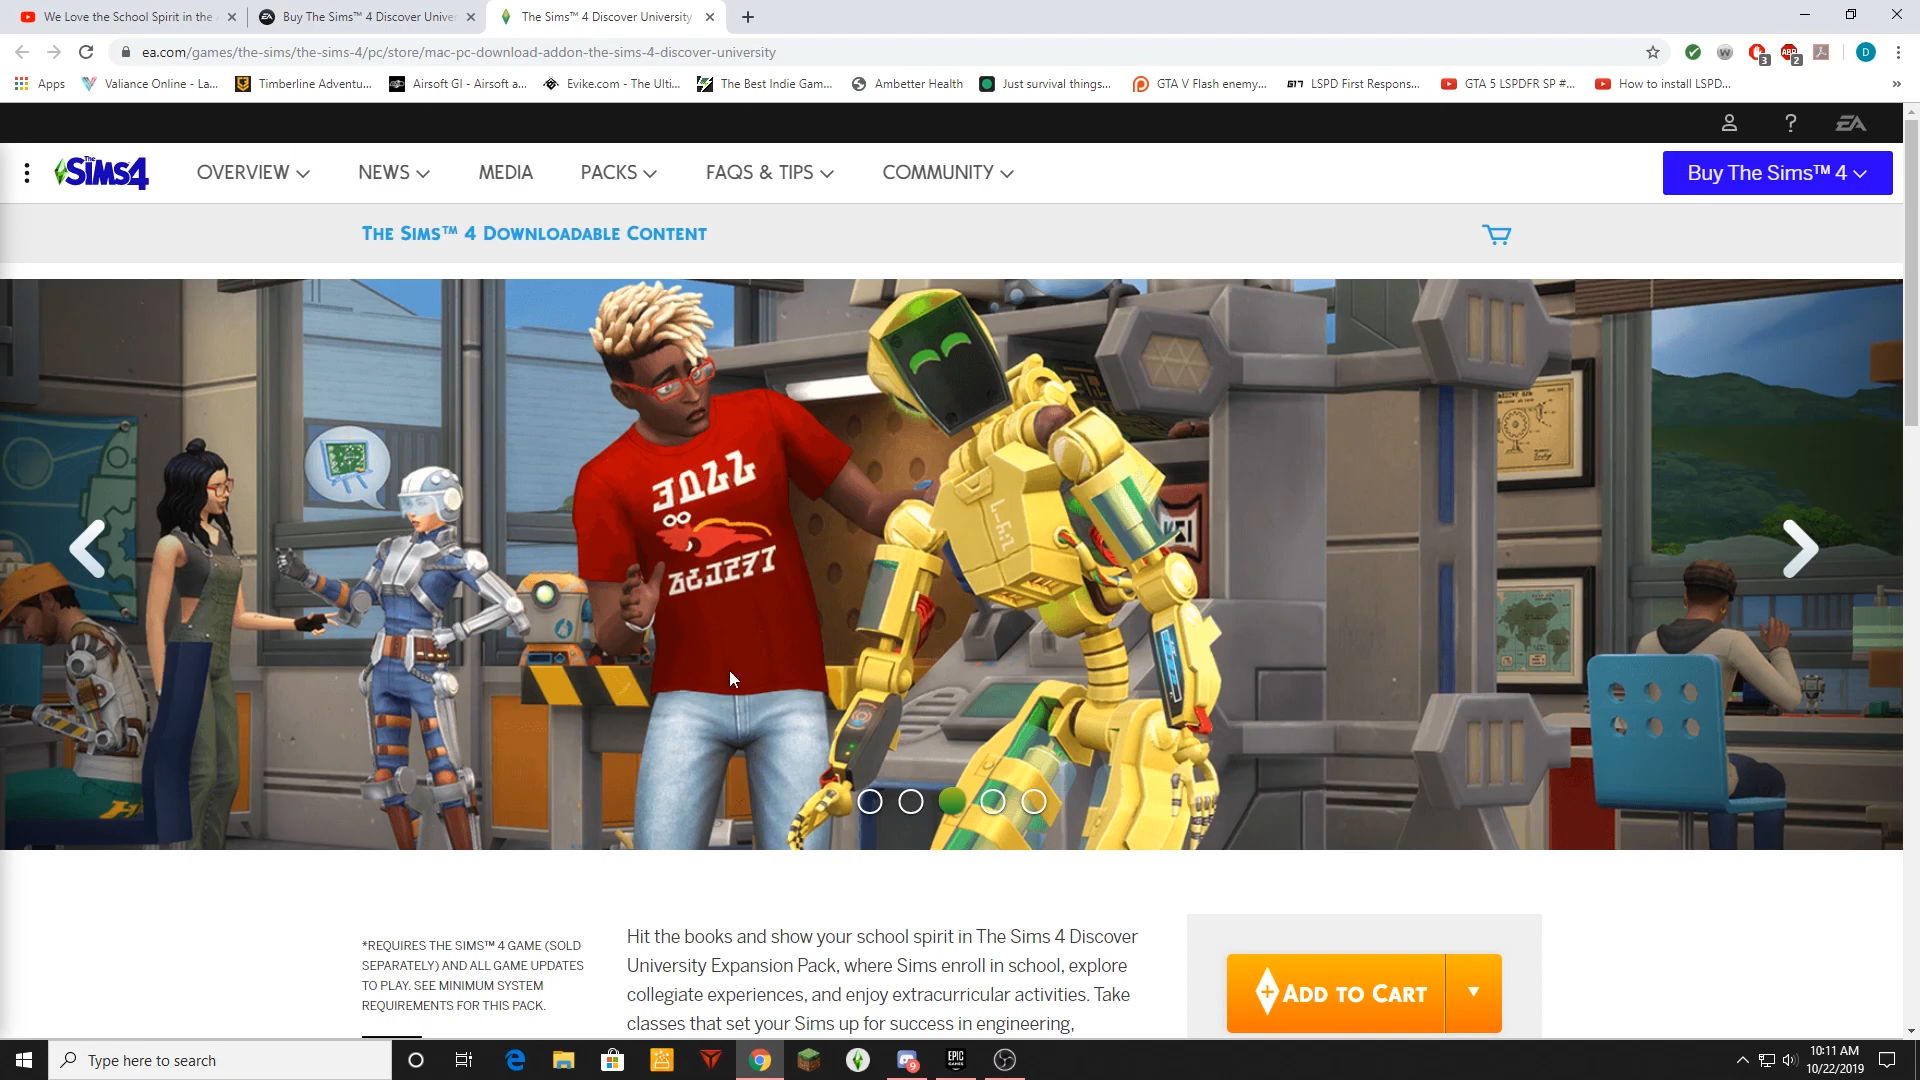 We Love the School Spirit in the
Buy The Sims™ 4 Discover Univer
The Sims™ 4 Discover University
ea.com/games/the-sims/the-sims-4/pc/store/mac-pc-download-addon-the-sims-4-discover-university
W
3
ABP
2
D
Apps
Valiance Online - La...
Timberline Adventu...
Airsoft GI - Airsoft a...
Evike.com - The Ulti...
The Best Indie Gam...
Ambetter Health
Just survival things...
GTA V Flash enemy...
G17
LSPD First Respons...
GTA 5 LSPDFR SP #...
How to install LSPD...
»
?
EA
The SIMS4
OVERVIEW
NEWS
MEDIA
PACKS
FAQS & TIPS
COMMUNITY
Buy The Sims™ 4
The Sims™ 4 Downloadable Content
*REQUIRES THE SIMS™ 4 GAME (SOLD
SEPARATELY) AND ALL GAME UPDATES
TO PLAY. SEE MINIMUM SYSTEM
REQUIREMENTS FOR THIS PACK.
Hit the books and show your school spirit in The Sims 4 Discover
University Expansion Pack, where Sims enroll in school, explore
collegiate experiences, and enjoy extracurricular activities. Take
classes that set your Sims up for success in engineering,
Add to Cart
Type here to search
9
EPIC
GAMES
10:11 AM
10/22/2019